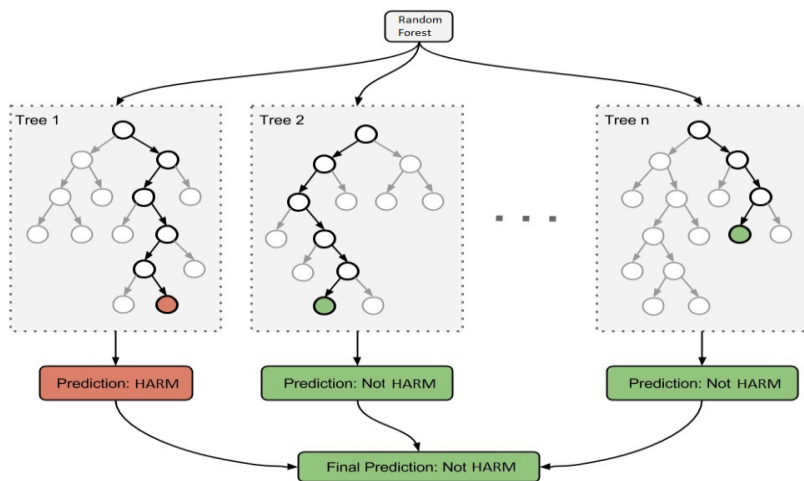 Random
Forest
Tree 1
Tree 2
Tree n
Prediction: HARM
Prediction: Not HARM
Prediction: Not HARM
Final Prediction: Not HARM